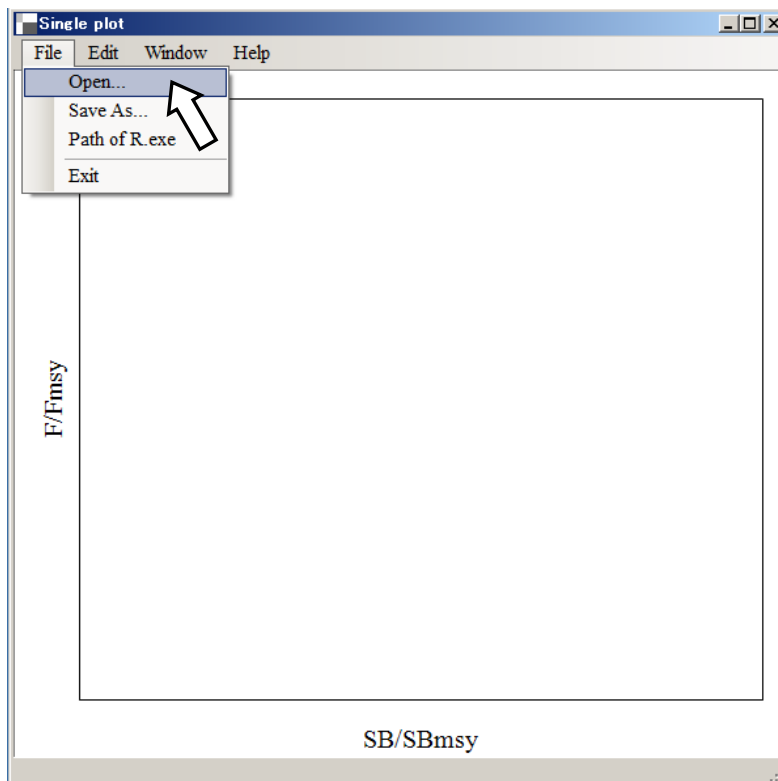 Single plot
File Edit Window Help
Open...
Save As...
Path of R.exe
Exit
F/Fmsy
SB/SBmsy